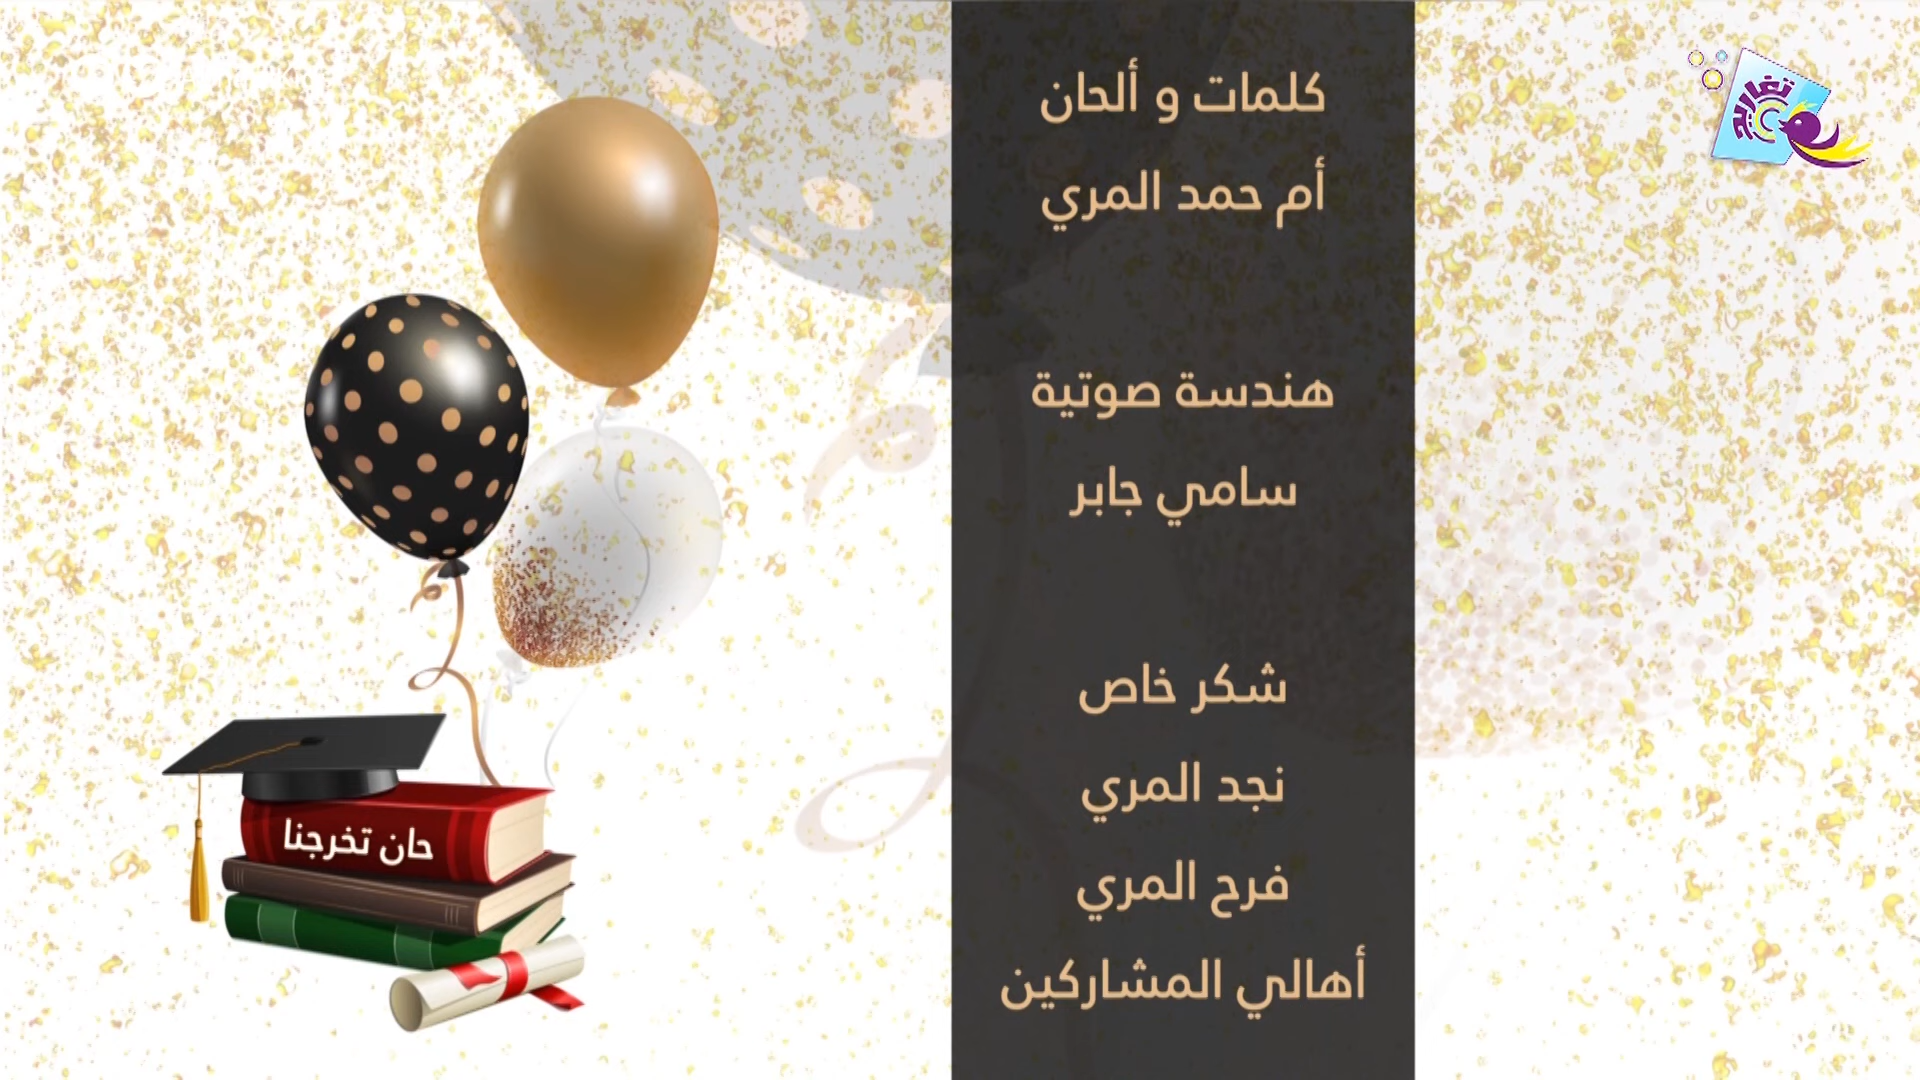 كلمات و ألحان
أم حمد المري
هندسة صوتية
سامي جابر
شكر خاص
نجد المري
فرح المري
أهالي المشاركين
حان تخرجنا
تغاريد